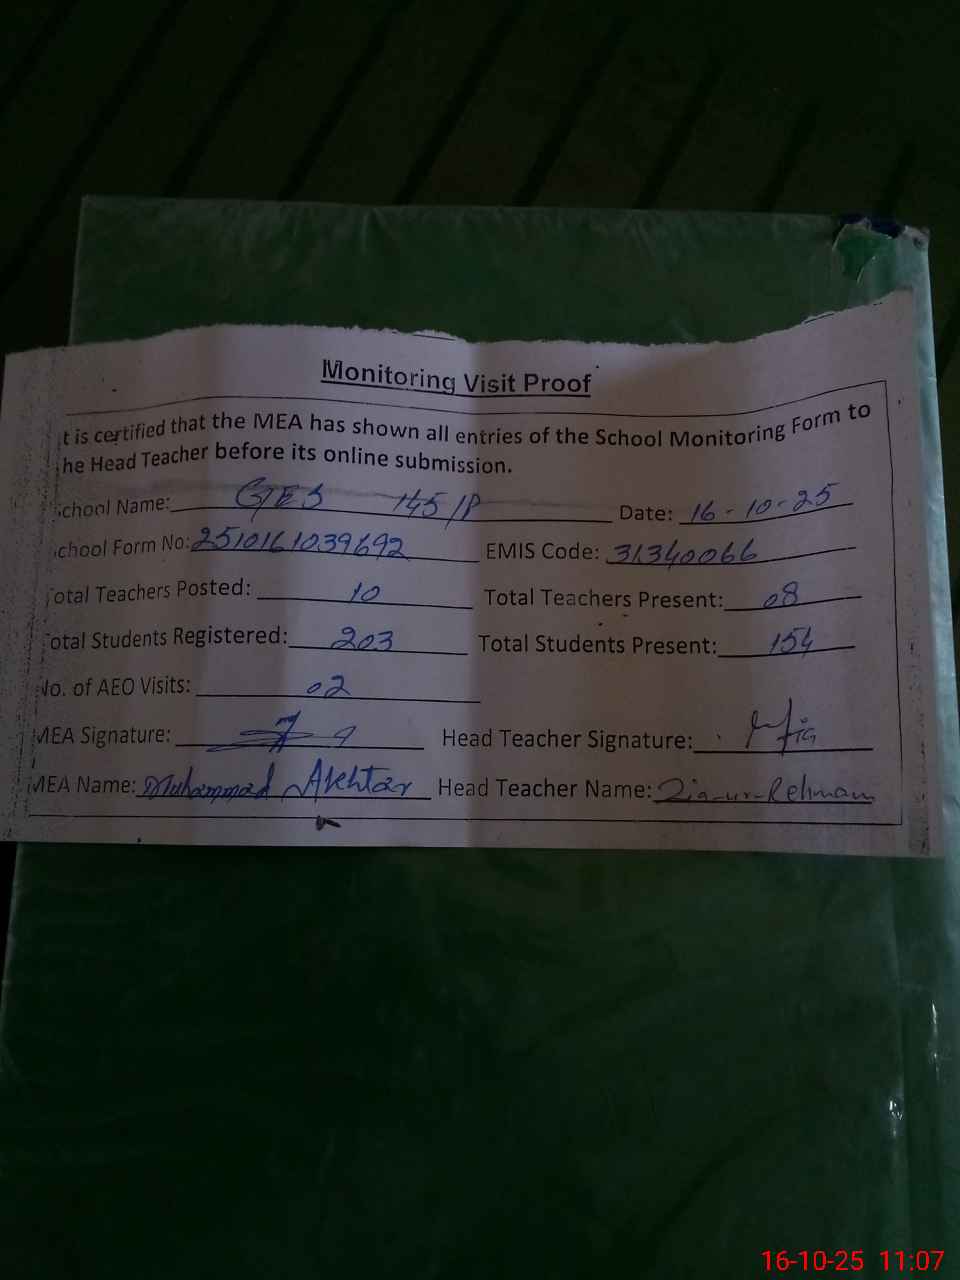 Monitoring Visit Proof
t is certified that the MEA has shown all entries of the School Monitoring Form to
he Head Teacher before its online submission.
chool Name: GES 145/P Date: 16-10-25
chool Form No: 2510161039692 EMIS Code: 31340066
otal Teachers Posted: 10 Total Teachers Present: 08
otal Students Registered: 203 Total Students Present: 154
No. of AEO Visits: 02
MEA Signature: Head Teacher Signature:
MEA Name: Muhammad Akhtar Head Teacher Name: Zia-ur-Rehman
16-10-25 11:07